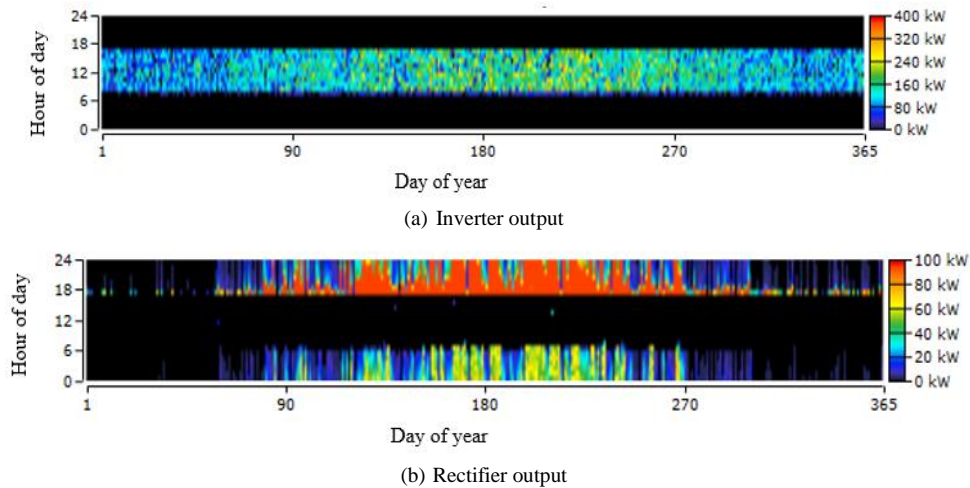 24
18
12
6
0
Hour of day
1
90
180
270
365
400 kW
320 kW
240 kW
160 kW
80 kW
0 kW
Day of year
(a) Inverter output
24
18
12
6
0
Hour of day
1
90
180
270
365
100 kW
80 kW
60 kW
40 kW
20 kW
0 kW
Day of year
(b) Rectifier output